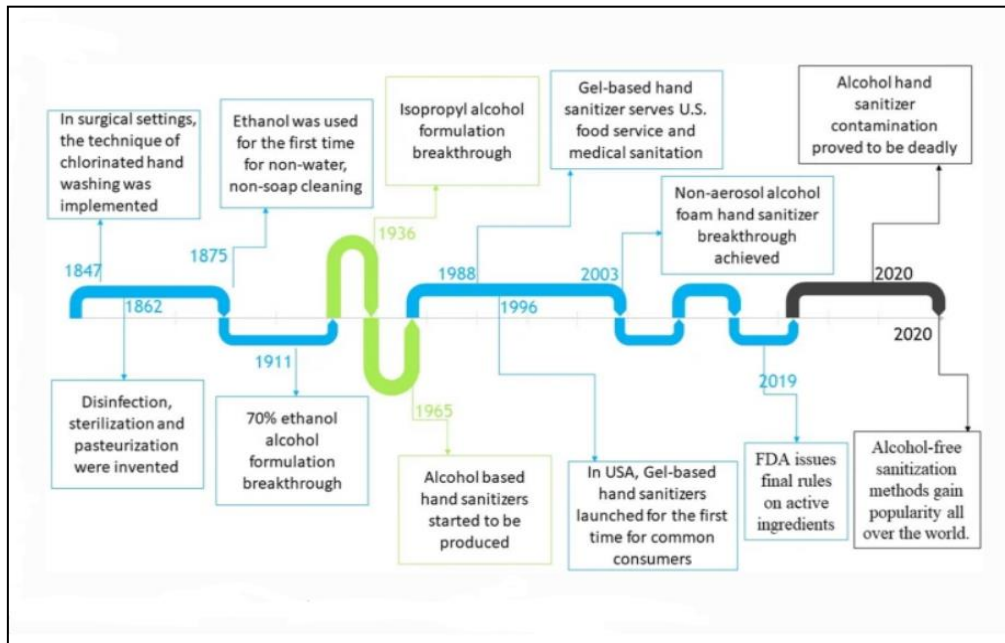 In surgical settings,
the technique of
chlorinated hand
washing was
implemented
1847
1862
Disinfection,
sterilization and
pasteurization
were invented
Ethanol was used
for the first time
for non-water,
non-soap cleaning
1875
1911
70% ethanol
alcohol
formulation
breakthrough
Isopropyl alcohol
formulation
breakthrough
1936
1965
Alcohol based
hand sanitizers
started to be
produced
Gel-based hand
sanitizer serves U.S.
food service and
medical sanitation
1988
1996
In USA, Gel-based
hand sanitizers
launched for the first
time for common
consumers
Non-aerosol alcohol
foam hand sanitizer
breakthrough
achieved
2003
2019
FDA issues
final rules
on active
ingredients
Alcohol hand
sanitizer
contamination
proved to be deadly
2020
2020
Alcohol-free
sanitization
methods gain
popularity all
over the world.